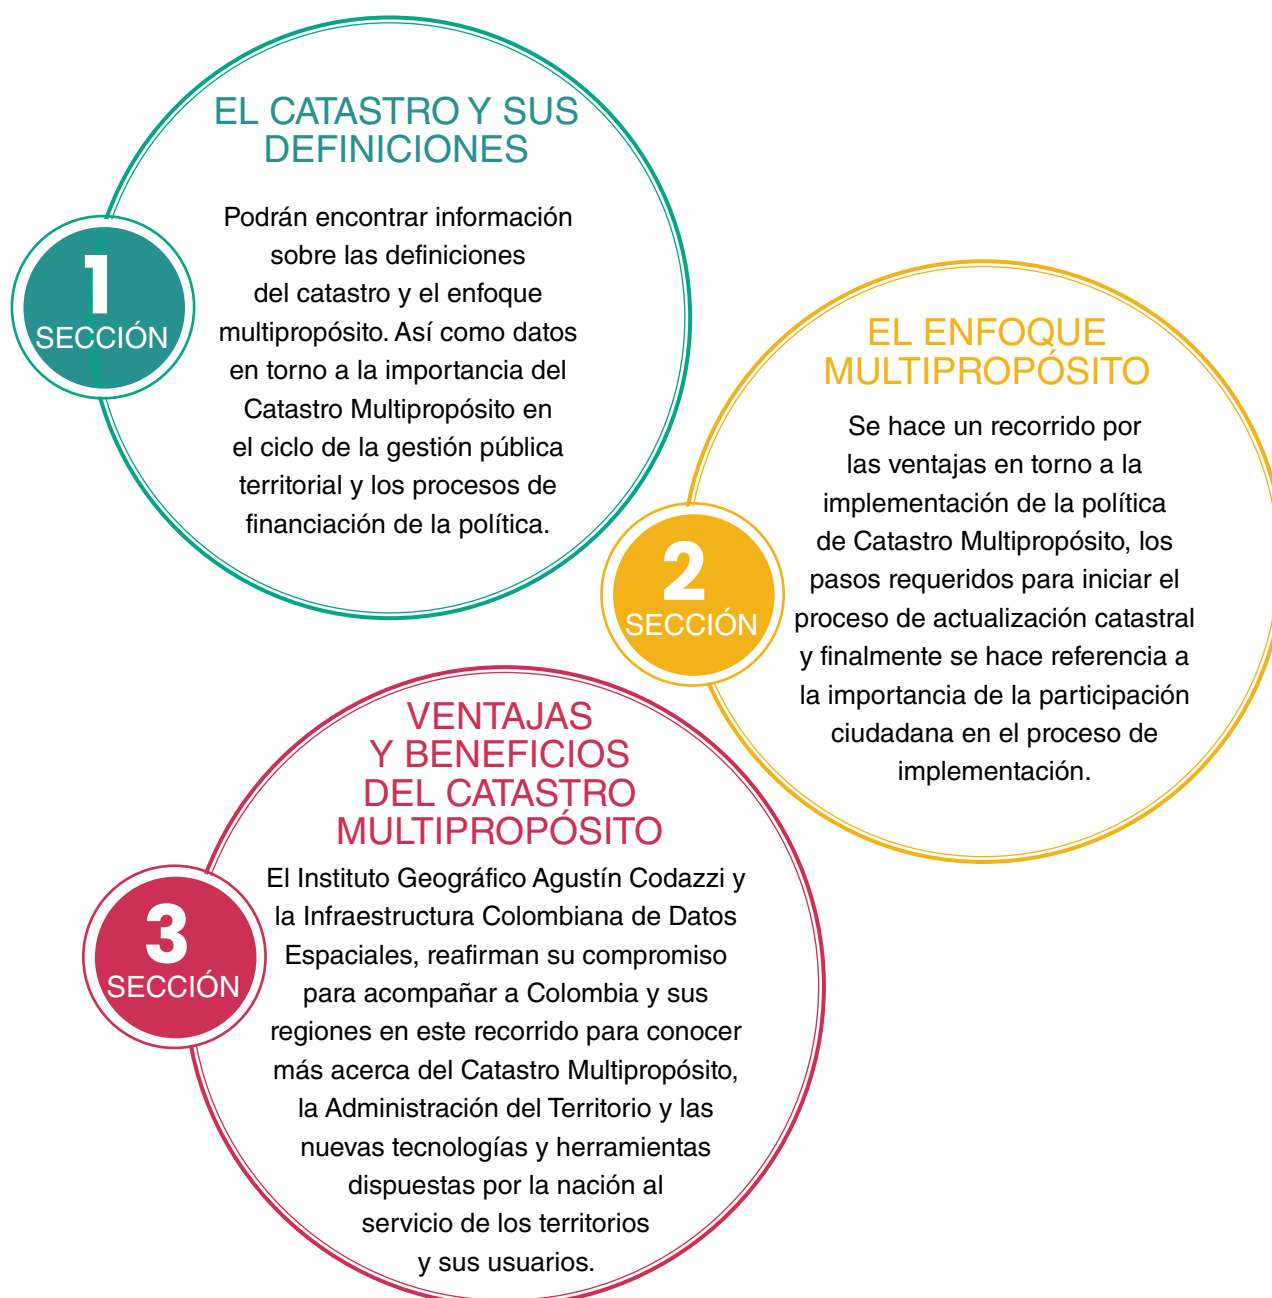 EL CATASTRO Y SUS
DEFINICIONES
Podrán encontrar información
sobre las definiciones
del catastro y el enfoque
multipropósito. Así como datos
en torno a la importancia del
Catastro Multipropósito en
el ciclo de la gestión pública
territorial y los procesos de
financiación de la política.
1
SECCIÓN
EL ENFOQUE
MULTIPROPÓSITO
Se hace un recorrido por
las ventajas en torno a la
implementación de la política
de Catastro Multipropósito, los
pasos requeridos para iniciar el
proceso de actualización catastral
y finalmente se hace referencia a
la importancia de la participación
ciudadana en el proceso de
implementación.
2
SECCIÓN
VENTAJAS
Y BENEFICIOS
DEL CATASTRO
MULTIPROPÓSITO
El Instituto Geográfico Agustín Codazzi y
la Infraestructura Colombiana de Datos
Espaciales, reafirman su compromiso
para acompañar a Colombia y sus
regiones en este recorrido para conocer
más acerca del Catastro Multipropósito,
la Administración del Territorio y las
nuevas tecnologías y herramientas
dispuestas por la nación al
servicio de los territorios
y sus usuarios.
3
SECCIÓN